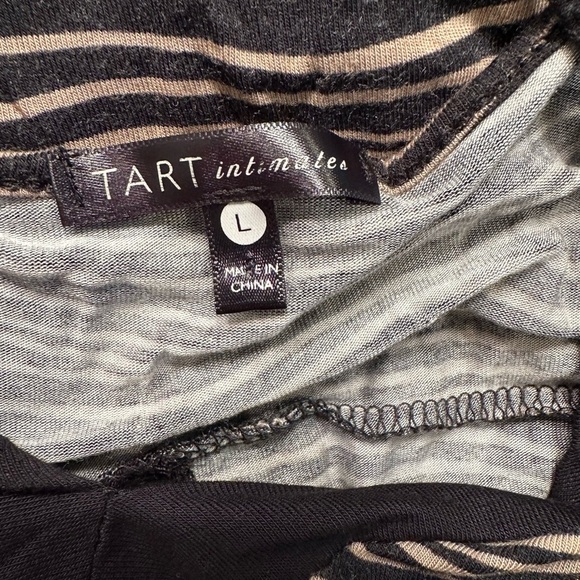 TART intimates
L
MADE IN
CHINA